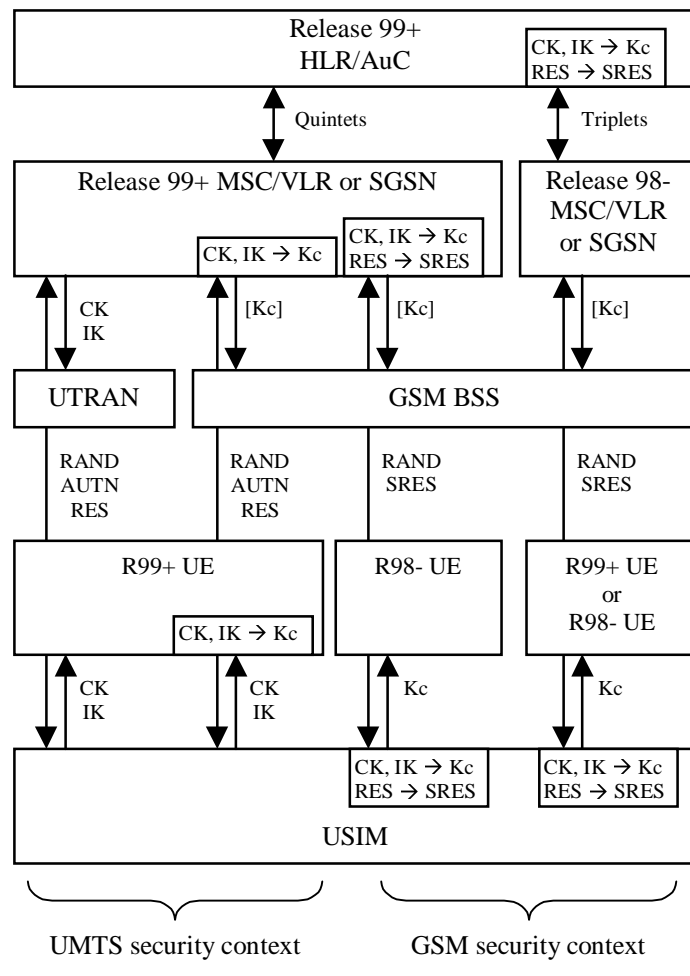 Release 99+
HLR/AuC
CK, IK → Kc
RES → SRES
Quintets
Triplets
Release 99+ MSC/VLR or SGSN
CK, IK → Kc
CK, IK → Kc
RES → SRES
Release 98-
MSC/VLR
or SGSN
CK
IK
[Kc]
[Kc]
[Kc]
UTRAN
GSM BSS
RAND
AUTN
RES
RAND
AUTN
RES
RAND
SRES
RAND
SRES
R99+ UE
CK, IK → Kc
R98- UE
R99+ UE
or
R98- UE
CK
IK
CK
IK
Kc
Kc
CK, IK → Kc
RES → SRES
CK, IK → Kc
RES → SRES
USIM
UMTS security context
GSM security context